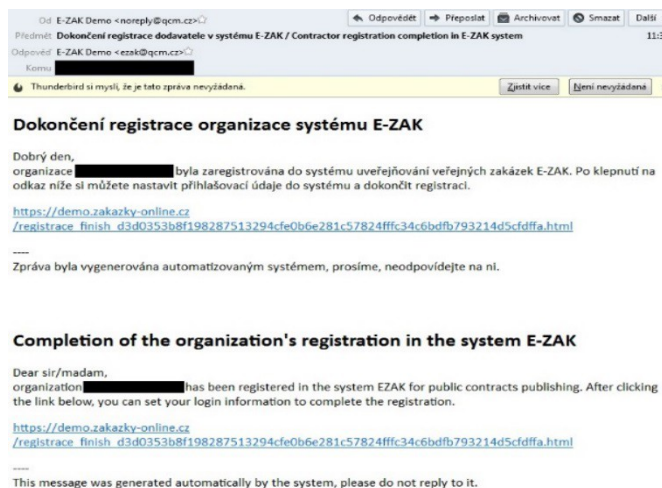 Od E-ZAK Demo <noreply@qcm.cz>
Odpovědět Přeposlat Archivovat Smazat Další
Předmět Dokončení registrace dodavatele v systému E-ZAK / Contractor registration completion in E-ZAK system
Odpověď E-ZAK Demo <ezak@qcm.cz>
Komu
Thunderbird si myslí, že je tato zpráva nevyžádaná. Zjistit více Není nevyžádaná
Dokončení registrace organizace systému E-ZAK
Dobrý den,
organizace byla zaregistrována do systému uveřejňování veřejných zakázek E-ZAK. Po klepnutí na
odkaz níže si můžete nastavit přihlašovací údaje do systému a dokončit registraci.
https://demo.zakazky-online.cz
/registrace_finish_d3d0353b8f198287513294cfe0b6e281c57824fffc34c6bdfb793214d5cfdffa.html
----
Zpráva byla vygenerována automatizovaným systémem, prosíme, neodpovídejte na ni.
Completion of the organization's registration in the system E-ZAK
Dear sir/madam,
organization has been registered in the system EZAK for public contracts publishing. After clicking
the link below, you can set your login information to complete the registration.
https://demo.zakazky-online.cz
/registrace_finish_d3d0353b8f198287513294cfe0b6e281c57824fffc34c6bdfb793214d5cfdffa.html
----
This message was generated automatically by the system, please do not reply to it.